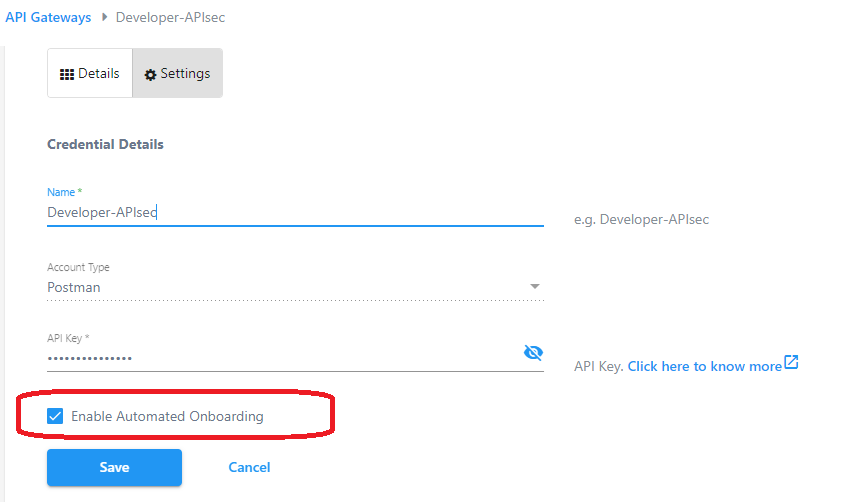 API Gateways Developer-APIsec
Details Settings
Credential Details
Name *
Developer-APIsec
e.g. Developer-APIsec
Account Type
Postman
API Key *
••••••••••••••
API Key. Click here to know more
Enable Automated Onboarding
Save Cancel